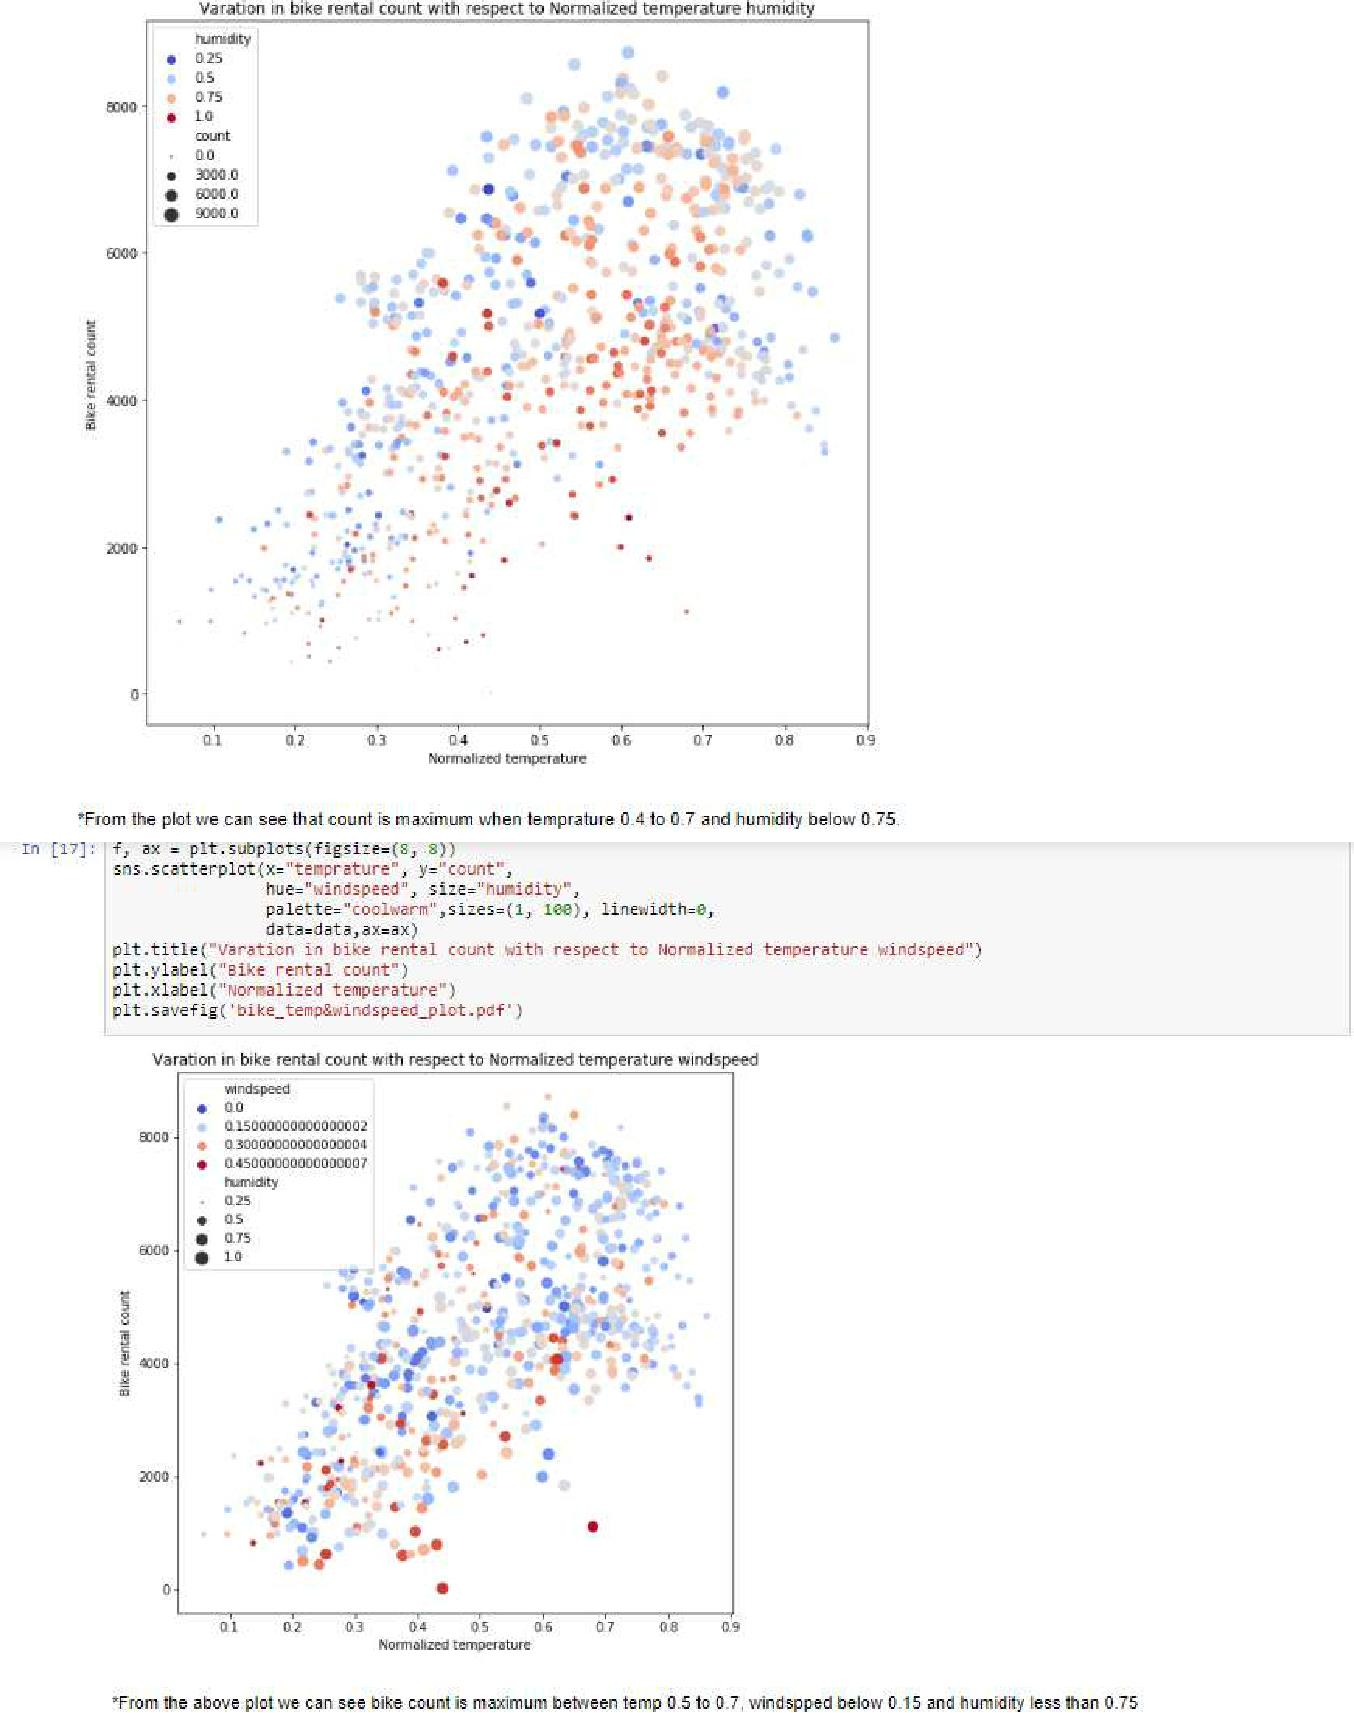 Varation in bike rental count with respect to Normalized temperature humidity
humidity
0.25
0.5
0.75
1.0
count
0.0
3000.0
6000.0
9000.0
8000
6000
4000
2000
0
Bike rental count
0.1 0.2 0.3 0.4 0.5 0.6 0.7 0.8 0.9
Normalized temperature
*From the plot we can see that count is maximum when temprature 0.4 to 0.7 and humidity below 0.75.
In [17]: f, ax = plt.subplots(figsize=(8, 8))
sns.scatterplot(x="temprature", y="count",
hue="windspeed", size="humidity",
palette="coolwarm",sizes=(1, 100), linewidth=0,
data=data,ax=ax)
plt.title("Varation in bike rental count with respect to Normalized temperature windspeed")
plt.ylabel("Bike rental count")
plt.xlabel("Normalized temperature")
plt.savefig('bike_temp&windspeed_plot.pdf')
Varation in bike rental count with respect to Normalized temperature windspeed
windspeed
0.0
0.15000000000000002
0.30000000000000004
0.45000000000000007
humidity
0.25
0.5
0.75
1.0
8000
6000
4000
2000
0
Bike rental count
0.1 0.2 0.3 0.4 0.5 0.6 0.7 0.8 0.9
Normalized temperature
*From the above plot we can see bike count is maximum between temp 0.5 to 0.7, windspped below 0.15 and humidity less than 0.75